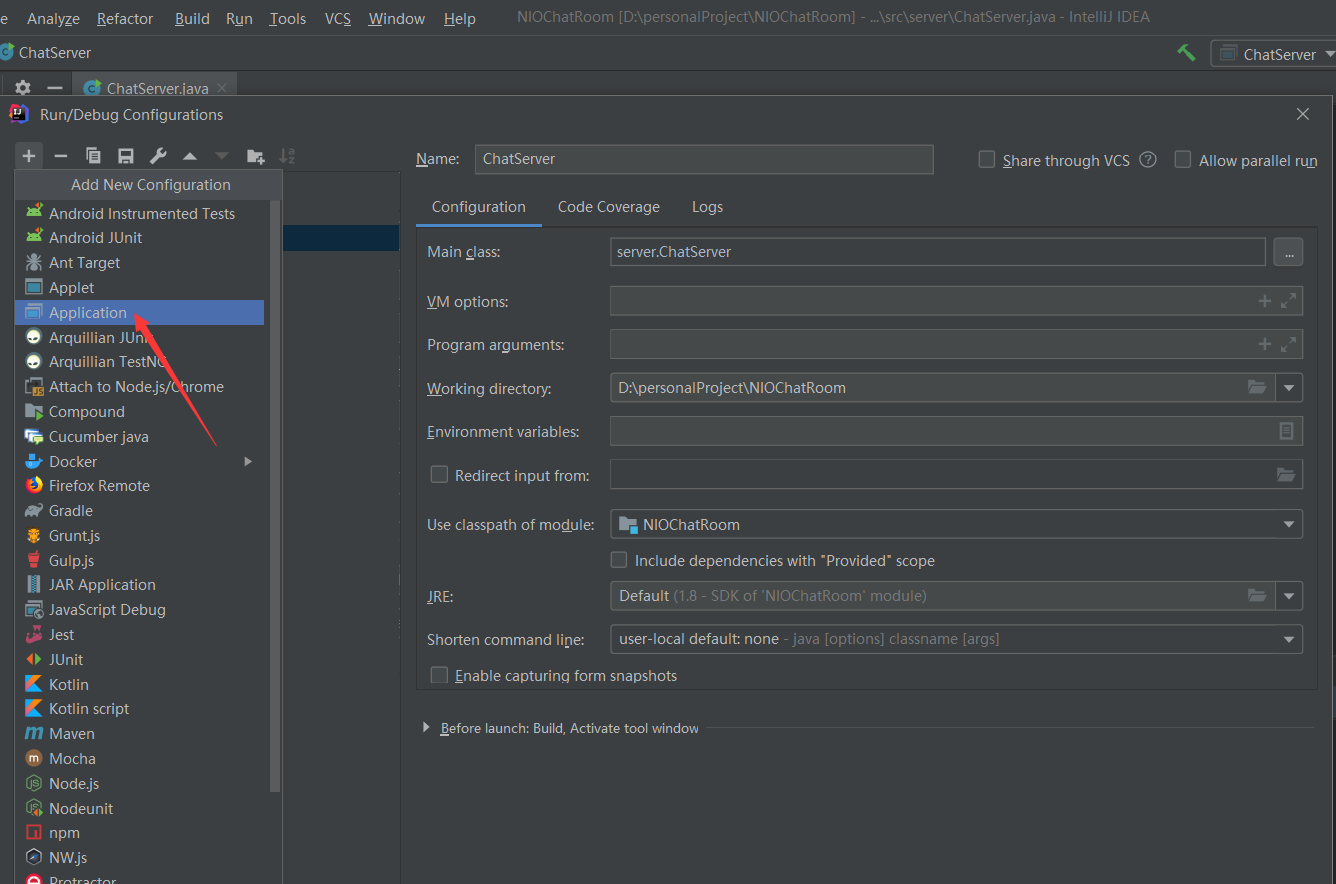 e Analyze Refactor Build Run Tools VCS Window Help NIOChatRoom [D:\personalProject\NIOChatRoom] - ...\src\server\ChatServer.java - IntelliJ IDEA
ChatServer ChatServer
ChatServer.java
Run/Debug Configurations
Name: ChatServer Share through VCS ? Allow parallel run
Add New Configuration
Android Instrumented Tests
Android JUnit
Ant Target
Applet
Application
Arquillian JUnit
Arquillian TestNG
Attach to Node.js/Chrome
Compound
Cucumber java
Docker
Firefox Remote
Gradle
Grunt.js
Gulp.js
JAR Application
JavaScript Debug
Jest
JUnit
Kotlin
Kotlin script
Maven
Mocha
Node.js
Nodeunit
npm
NW.js
Protractor
Configuration Code Coverage Logs
Main class: server.ChatServer ...
VM options:
Program arguments:
Working directory: D:\personalProject\NIOChatRoom
Environment variables:
Redirect input from:
Use classpath of module: NIOChatRoom
Include dependencies with "Provided" scope
JRE: Default (1.8 - SDK of 'NIOChatRoom' module)
Shorten command line: user-local default: none - java [options] classname [args]
Enable capturing form snapshots
Before launch: Build, Activate tool window